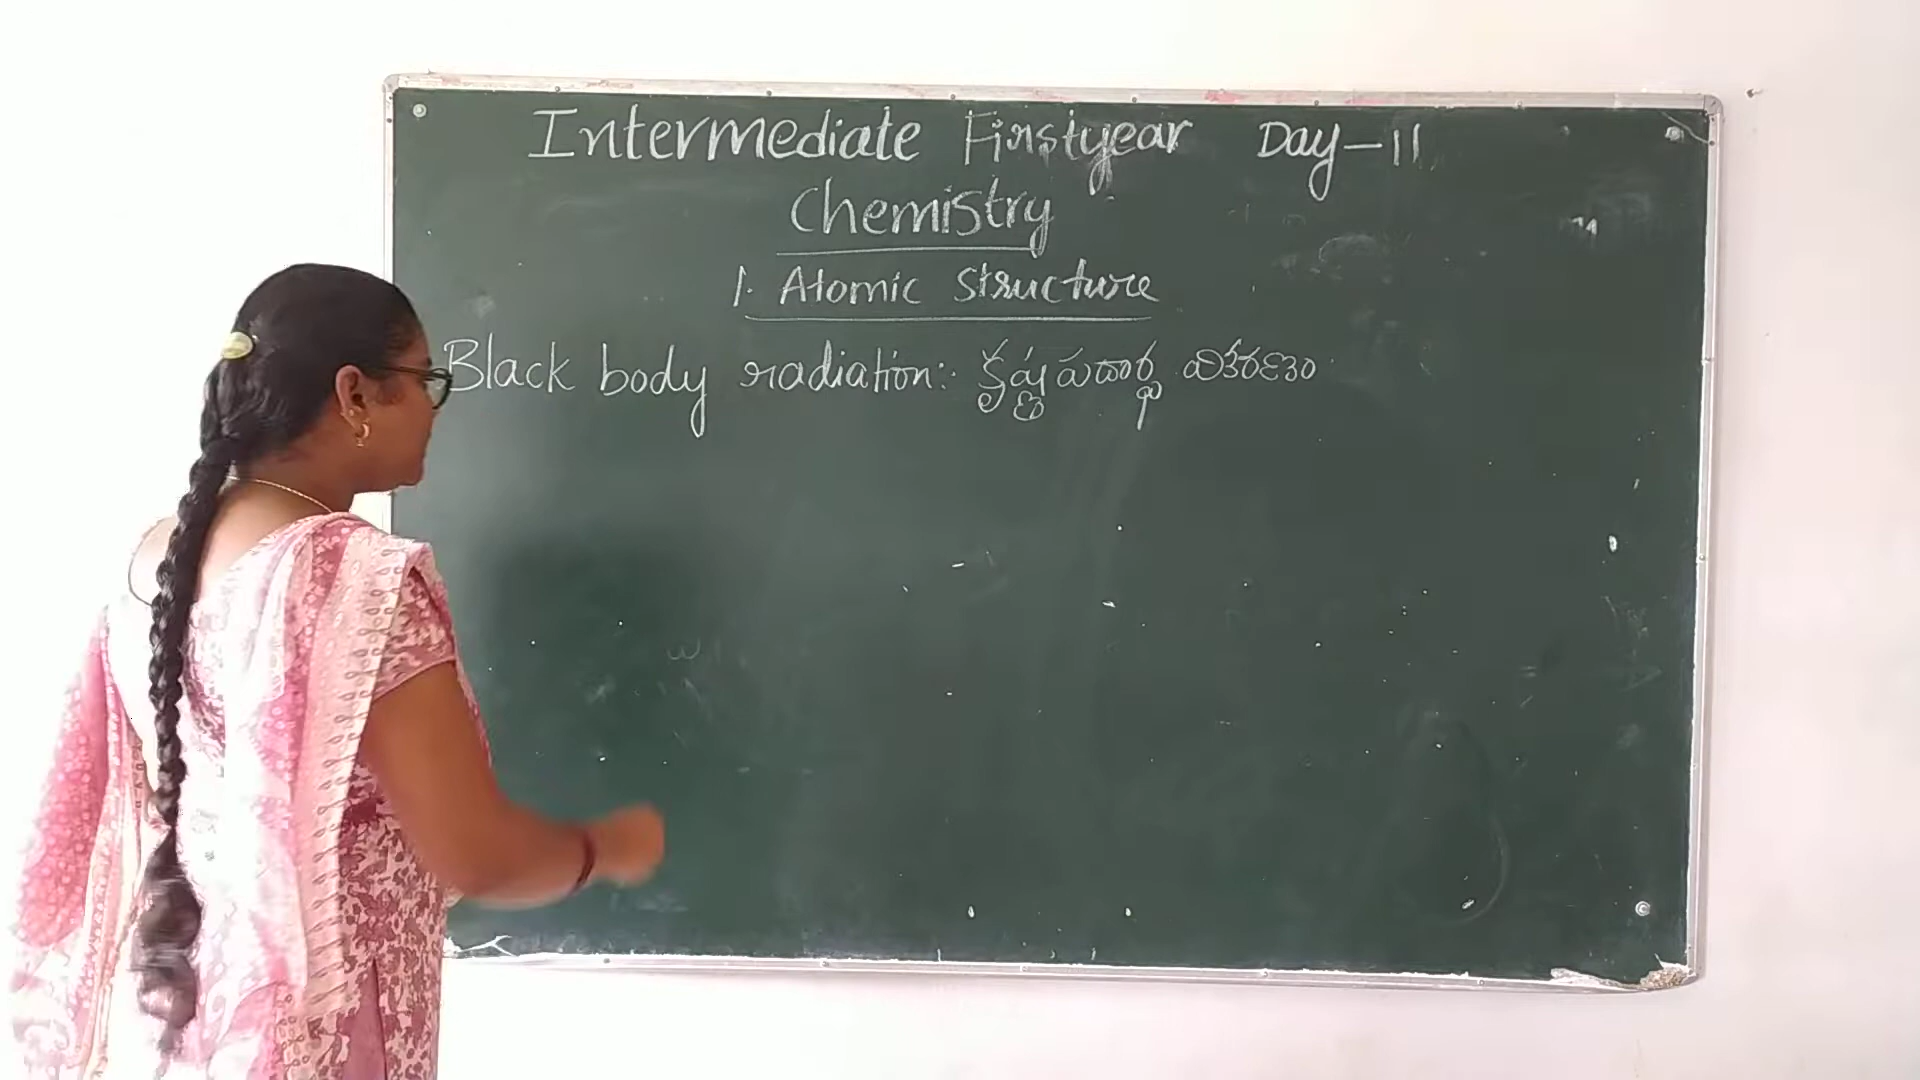 Intermediate Firstyear Day-11
Chemistry
1. Atomic structure
Black body radiation:- కృష్ణ పదార్థ వికిరణం